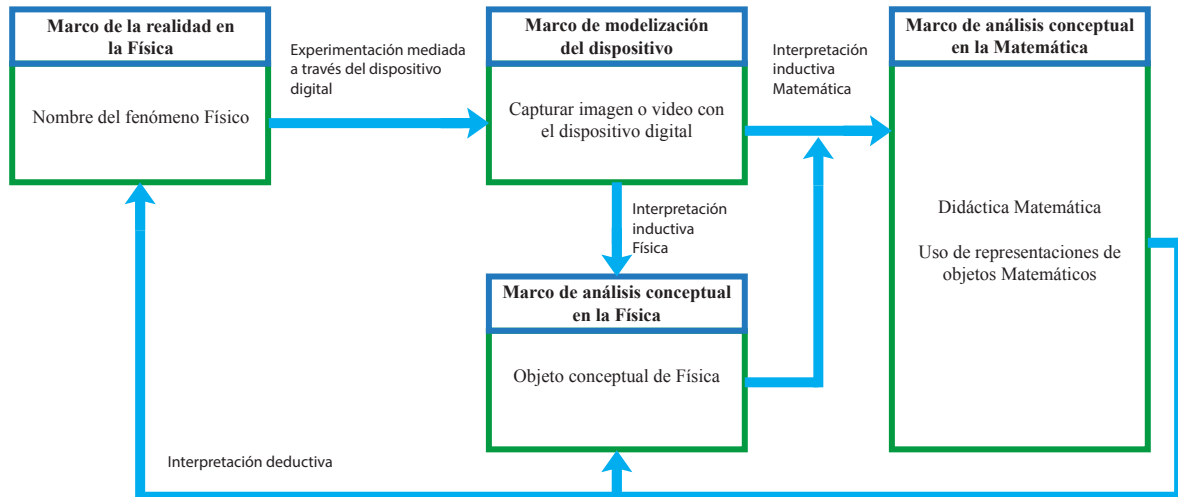 Marco de la realidad en
la Física
Nombre del fenómeno Físico
Experimentación mediada
a través del dispositivo
digital
Marco de modelización
del dispositivo
Capturar imagen o video con
el dispositivo digital
Interpretación
inductiva
Matemática
Marco de análisis conceptual
en la Matemática
Didáctica Matemática
Uso de representaciones de
objetos Matemáticos
Interpretación
inductiva
Física
Marco de análisis conceptual
en la Física
Objeto conceptual de Física
Interpretación deductiva